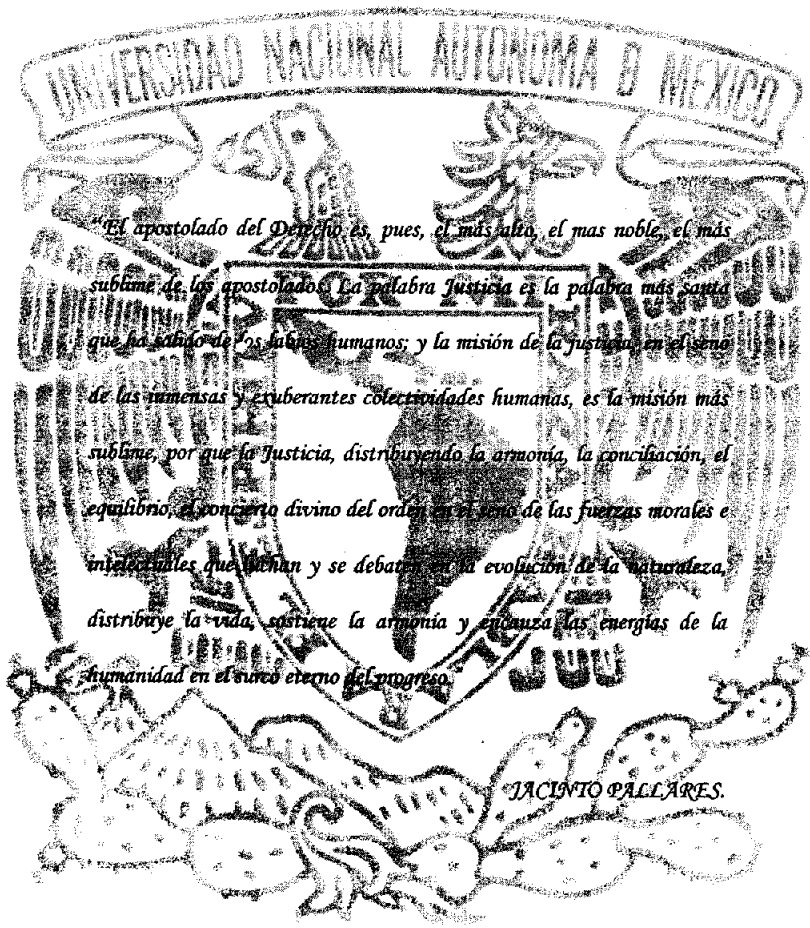 UNIVERSIDAD NACIONAL AUTONOMA D MEXICO
"El apostolado del Derecho es, pues, el más alto, el mas noble, el más
sublime de los apostolados. La palabra Justicia es la palabra más santa
que ha salido de los labios humanos; y la misión de la justicia, en el seno
de las inmensas y exuberantes colectividades humanas, es la misión más
sublime, por que la Justicia, distribuyendo la armonía, la conciliación, el
equilibrio, el concierto divino del orden en el seno de las fuerzas morales e
intelectuales que luchan y se debaten en la evolución de la naturaleza,
distribuye la vida, sostiene la armonía y encauza las energías de la
humanidad en el surco eterno del progreso."
JACINTO PALLARES.
POR MI